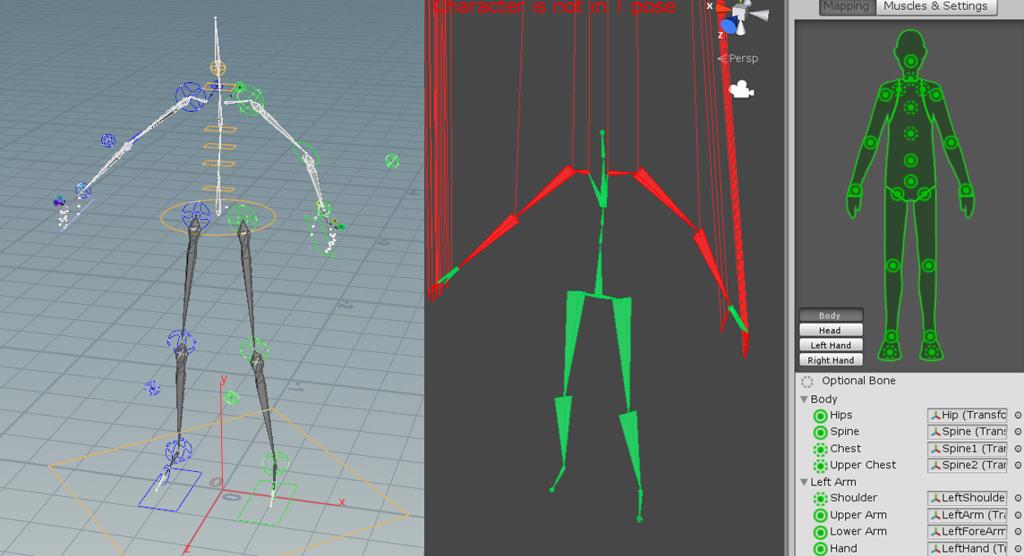 Character is not in T pose
Mapping Muscles & Settings
x
z
Persp
Body
Head
Left Hand
Right Hand
Optional Bone
Body
Hips Hip (Transfo
Spine Spine (Tran
Chest Spine1 (Tra
Upper Chest Spine2 (Tra
Left Arm
Shoulder LeftShoulde
Upper Arm LeftArm (Tr
Lower Arm LeftForeArm
Hand LeftHand (T
y
0
x
z